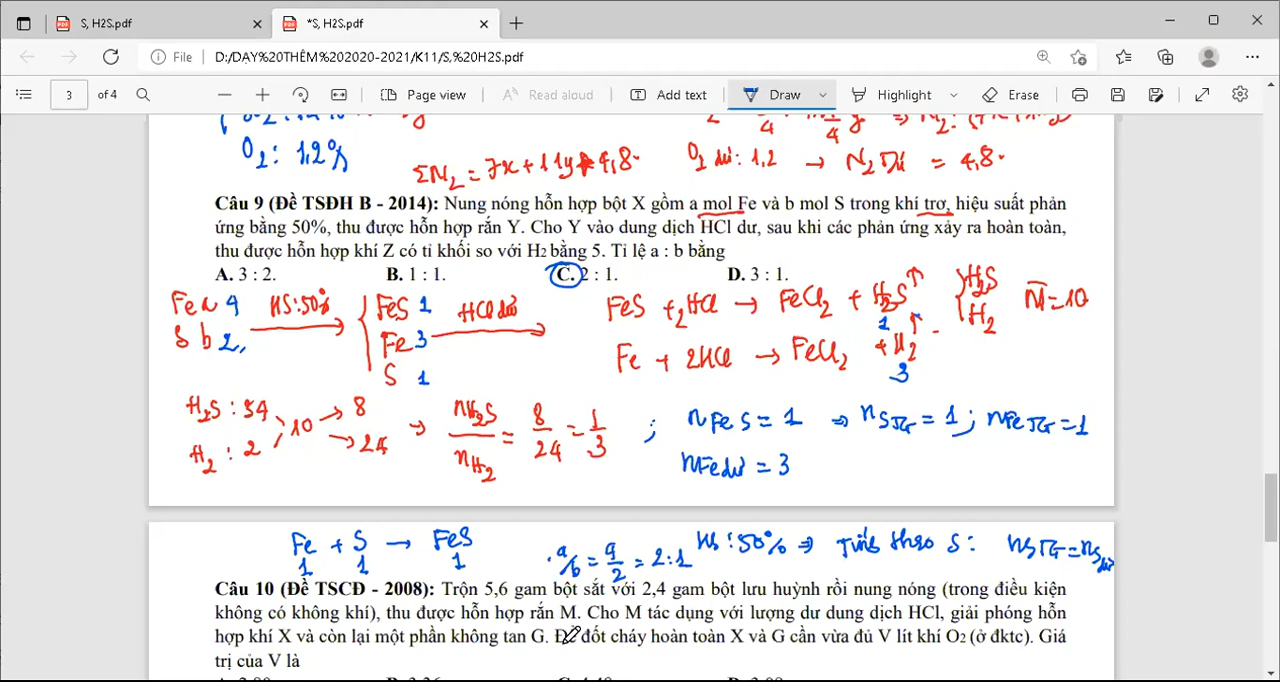 S, H2S.pdf
*S, H2S.pdf
File D:/DAY%20THÊM%202020-2021/K11/S,%20H2S.pdf
3 of 4 Page view Read aloud Add text Draw Highlight Erase
O2 : 1,2%
ΣN2 = 7x + 11y + 4,8. O2 dư : 1,2 → N2 = 4,8.
Câu 9 (Đề TSĐH B - 2014): Nung nóng hỗn hợp bột X gồm a mol Fe và b mol S trong khí trơ, hiệu suất phản
ứng bằng 50%, thu được hỗn hợp rắn Y. Cho Y vào dung dịch HCl dư, sau khi các phản ứng xảy ra hoàn toàn,
thu được hỗn hợp khí Z có tỉ khối so với H2 bằng 5. Tỉ lệ a : b bằng
A. 3 : 2. B. 1 : 1. C. 2 : 1. D. 3 : 1.
Fe a 4 HS:50% FeS 1 HCl dư FeS + 2HCl → FeCl2 + H2S↑ H2S M̄=10
S b 2 Fe 3 1 H2
S 1 Fe + 2HCl → FeCl2 + H2↑
3
H2S : 34 8
10
H2 : 2 24
→ nH2S/nH2 = 8/24 = 1/3 ; nFeS = 1 ⇒ nSTG = 1; nFeTG = 1
nFe dư = 3
Fe + S → FeS a/b = 4/2 = 2:1 HS : 50% ⇒ Tính theo S : nSTG = nS dư
1 1 1
Câu 10 (Đề TSCĐ - 2008): Trộn 5,6 gam bột sắt với 2,4 gam bột lưu huỳnh rồi nung nóng (trong điều kiện
không có không khí), thu được hỗn hợp rắn M. Cho M tác dụng với lượng dư dung dịch HCl, giải phóng hỗn
hợp khí X và còn lại một phần không tan G. Để đốt cháy hoàn toàn X và G cần vừa đủ V lít khí O2 (ở đktc). Giá
trị của V là